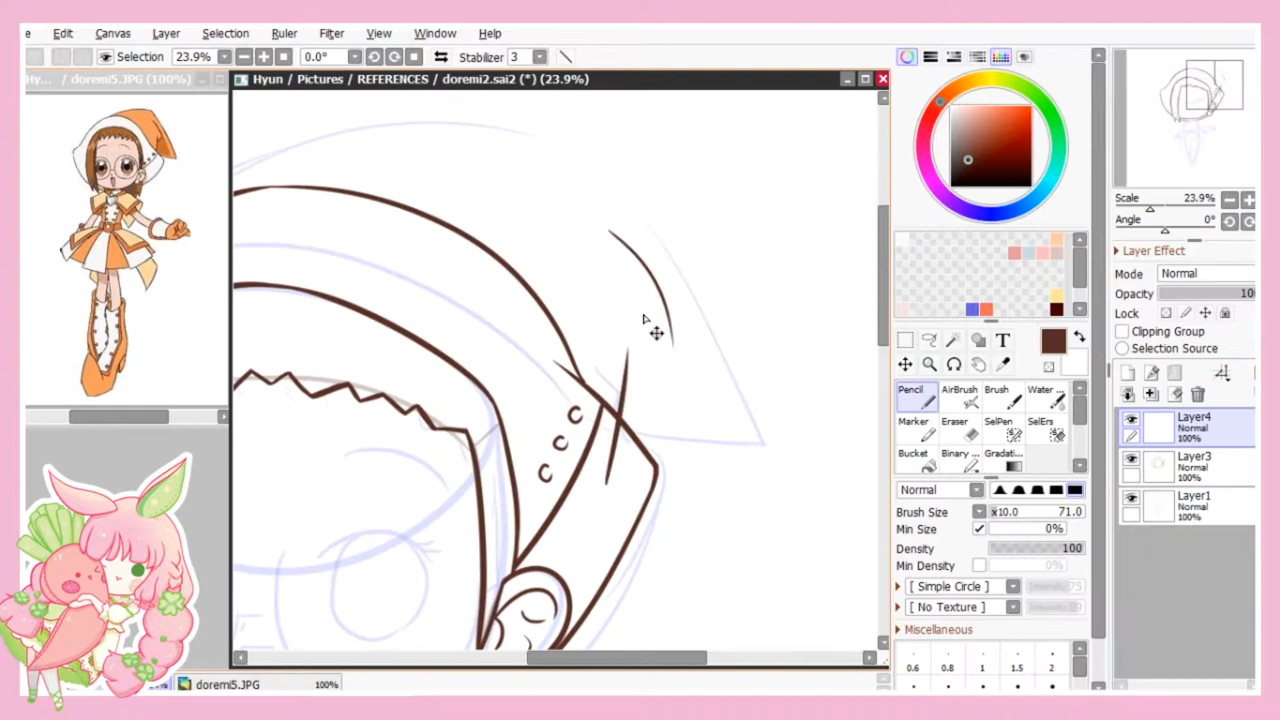 e Edit Canvas Layer Selection Ruler Filter View Window Help
Selection 23.9% 0.0° Stabilizer 3
Hy... / doremi5.JPG (100%)
Hyun / Pictures / REFERENCES / doremi2.sai2 (*) (23.9%)
Scale 23.9%
Angle 0°
Layer Effect
Mode Normal
Opacity 10
Lock
Clipping Group
Selection Source
T
Pencil AirBrush Brush Water ...
Marker Eraser SelPen SelErs
Bucket Binary ... Gradati...
Layer4
Normal
100%
Layer3
Normal
100%
Layer1
Normal
100%
Normal
Brush Size x10.0 71.0
Min Size 0%
Density 100
Min Density 0%
[ Simple Circle ]
[ No Texture ]
Miscellaneous
0.6 0.8 1 1.5 2
doremi5.JPG 100%